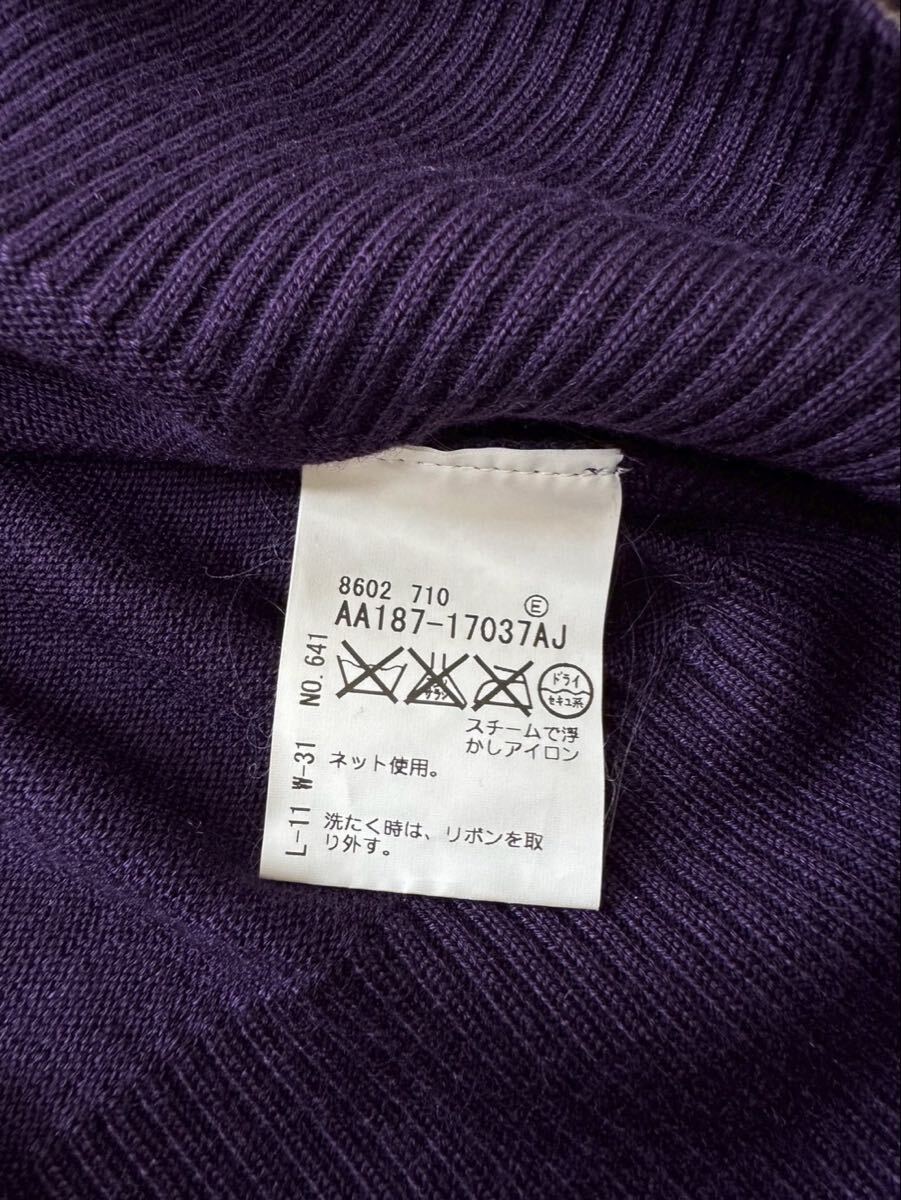 8602 710
Ⓔ
AA187-17037AJ
ドライ
セキユ系
スチームで浮
かしアイロン
ネット使用。
洗たく時は、リボンを取
り外す。
L-11 W-31 NO.641